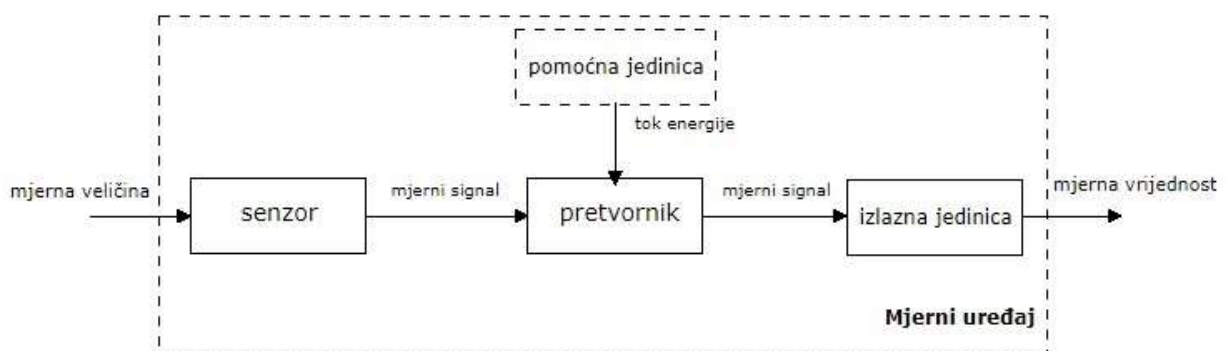 pomoćna jedinica
tok energije
mjerna veličina
senzor
mjerni signal
pretvornik
mjerni signal
izlazna jedinica
mjerna vrijednost
Mjerni uređaj